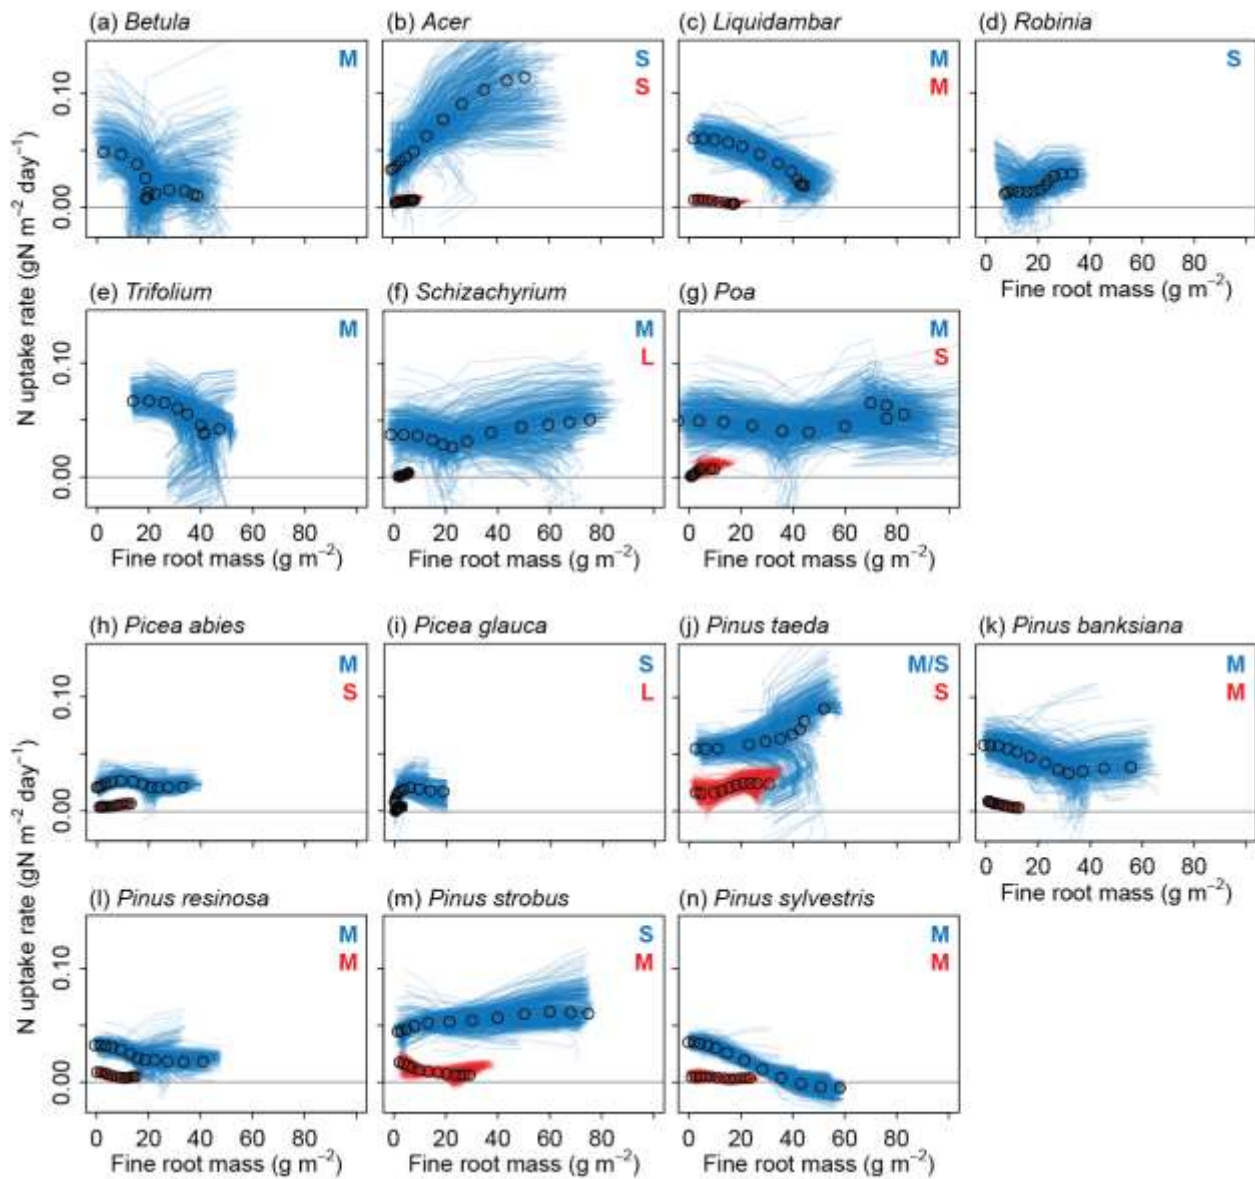 (a) Betula
(b) Acer
(c) Liquidambar
(d) Robinia
M
S
S
M
M
S
0.10
0.00
0 20 40 60 80
Fine root mass (g m⁻²)
N uptake rate (gN m⁻² day⁻¹)
(e) Trifolium
(f) Schizachyrium
(g) Poa
M
M
L
M
S
0.10
0.00
0 20 40 60 80
0 20 40 60 80
0 20 40 60 80
Fine root mass (g m⁻²)
Fine root mass (g m⁻²)
Fine root mass (g m⁻²)
(h) Picea abies
(i) Picea glauca
(j) Pinus taeda
(k) Pinus banksiana
M
S
S
L
M/S
S
M
M
0.10
0.00
0 20 40 60 80
Fine root mass (g m⁻²)
N uptake rate (gN m⁻² day⁻¹)
(l) Pinus resinosa
(m) Pinus strobus
(n) Pinus sylvestris
M
M
S
M
M
M
0.10
0.00
0 20 40 60 80
0 20 40 60 80
0 20 40 60 80
Fine root mass (g m⁻²)
Fine root mass (g m⁻²)
Fine root mass (g m⁻²)